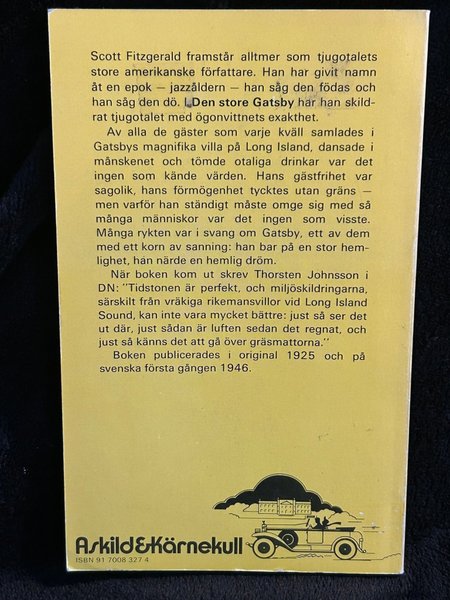 Scott Fitzgerald framstår alltmer som tjugotalets
store amerikanske författare. Han har givit namn
åt en epok — jazzåldern — han såg den födas och
han såg den dö. I Den store Gatsby har han skild-
rat tjugotalet med ögonvittnets exakthet.
Av alla de gäster som varje kväll samlades i
Gatsbys magnifika villa på Long Island, dansade i
månskenet och tömde otaliga drinkar var det
ingen som kände värden. Hans gästfrihet var
sagolik, hans förmögenhet tycktes utan gräns —
men varför han ständigt måste omge sig med så
många människor var det ingen som visste.
Många rykten var i svang om Gatsby, ett av dem
med ett korn av sanning: han bar på en stor hem-
lighet, han närde en hemlig dröm.
När boken kom ut skrev Thorsten Johnsson i
DN: "Tidstonen är perfekt, och miljöskildringarna,
särskilt från vräkiga rikemansvillor vid Long Island
Sound, kan inte vara mycket bättre: just så ser det
ut där, just sådan är luften sedan det regnat, och
just så känns det att gå över gräsmattorna."
Boken publicerades i original 1925 och på
svenska första gången 1946.
Askild & Kärnekull
ISBN 91 7008 327 4